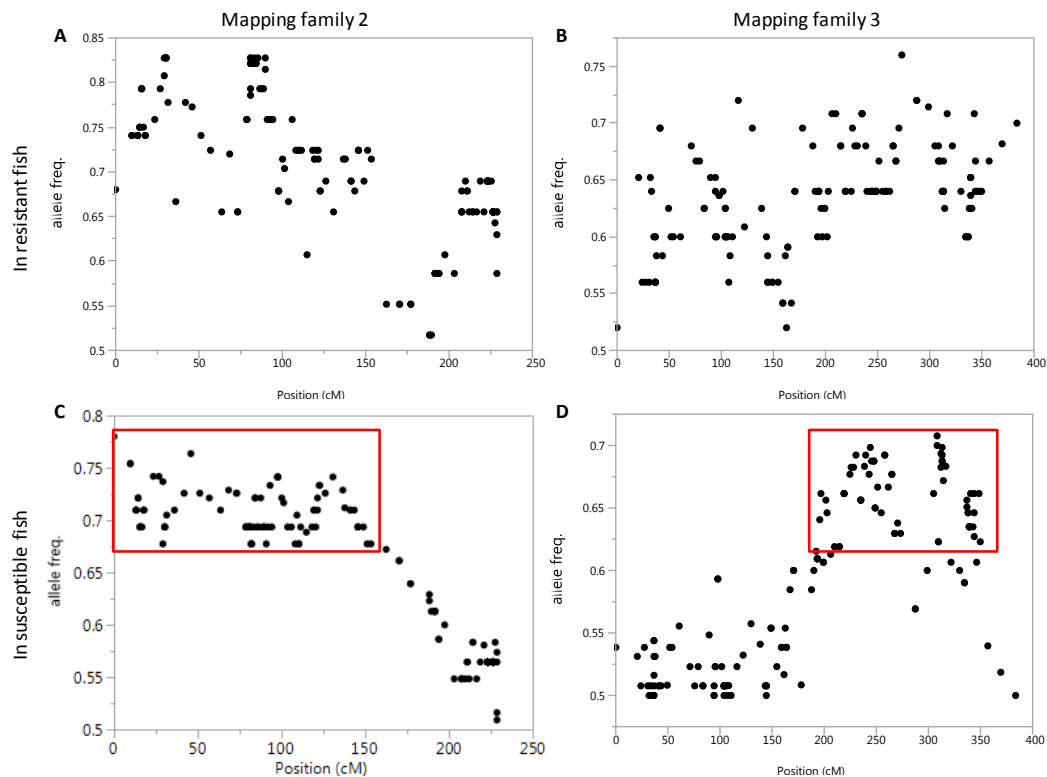 Mapping family 2
Mapping family 3
In resistant fish
In susceptible fish
A
allele freq.
0.85
0.8
0.75
0.7
0.65
0.6
0.55
0.5
0 50 100 150 200 250
Position (cM)
B
allele freq.
0.75
0.7
0.65
0.6
0.55
0.5
0 50 100 150 200 250 300 350 400
Position (cM)
C
allele freq.
0.8
0.75
0.7
0.65
0.6
0.55
0.5
0 50 100 150 200 250
Position (cM)
D
allele freq.
0.7
0.65
0.6
0.55
0.5
0 50 100 150 200 250 300 350 400
Position (cM)